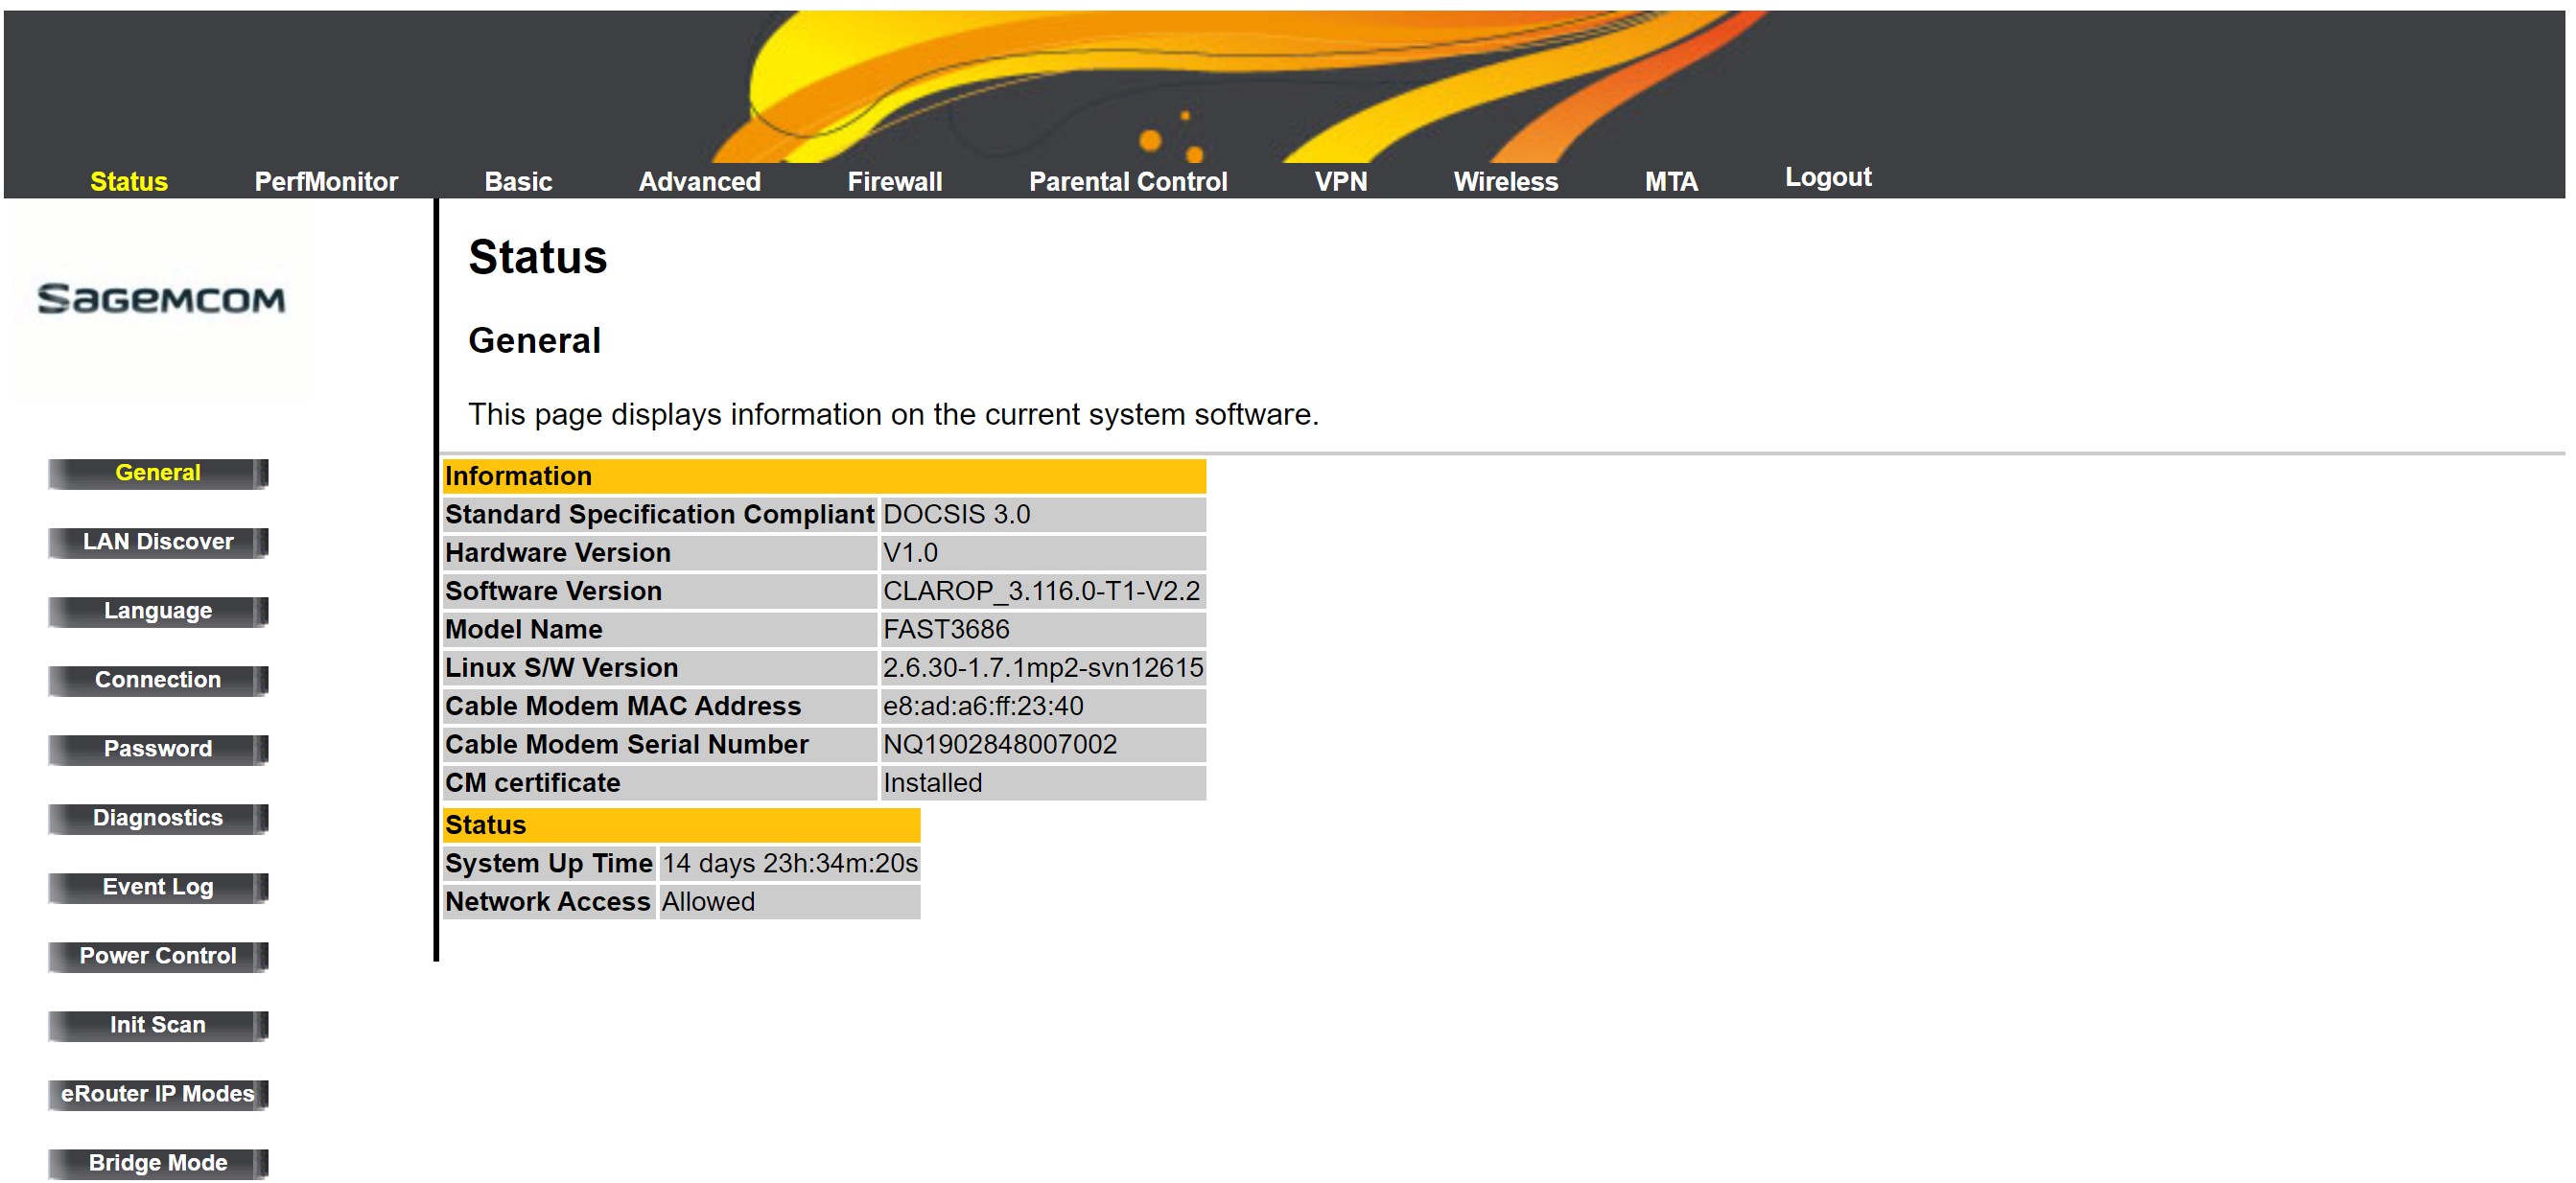 Status PerfMonitor Basic Advanced Firewall Parental Control VPN Wireless MTA Logout
Sagemcom
General
LAN Discover
Language
Connection
Password
Diagnostics
Event Log
Power Control
Init Scan
eRouter IP Modes
Bridge Mode
Status
General
This page displays information on the current system software.
Information
Standard Specification Compliant DOCSIS 3.0
Hardware Version V1.0
Software Version CLAROP_3.116.0-T1-V2.2
Model Name FAST3686
Linux S/W Version 2.6.30-1.7.1mp2-svn12615
Cable Modem MAC Address e8:ad:a6:ff:23:40
Cable Modem Serial Number NQ1902848007002
CM certificate Installed
Status
System Up Time 14 days 23h:34m:20s
Network Access Allowed